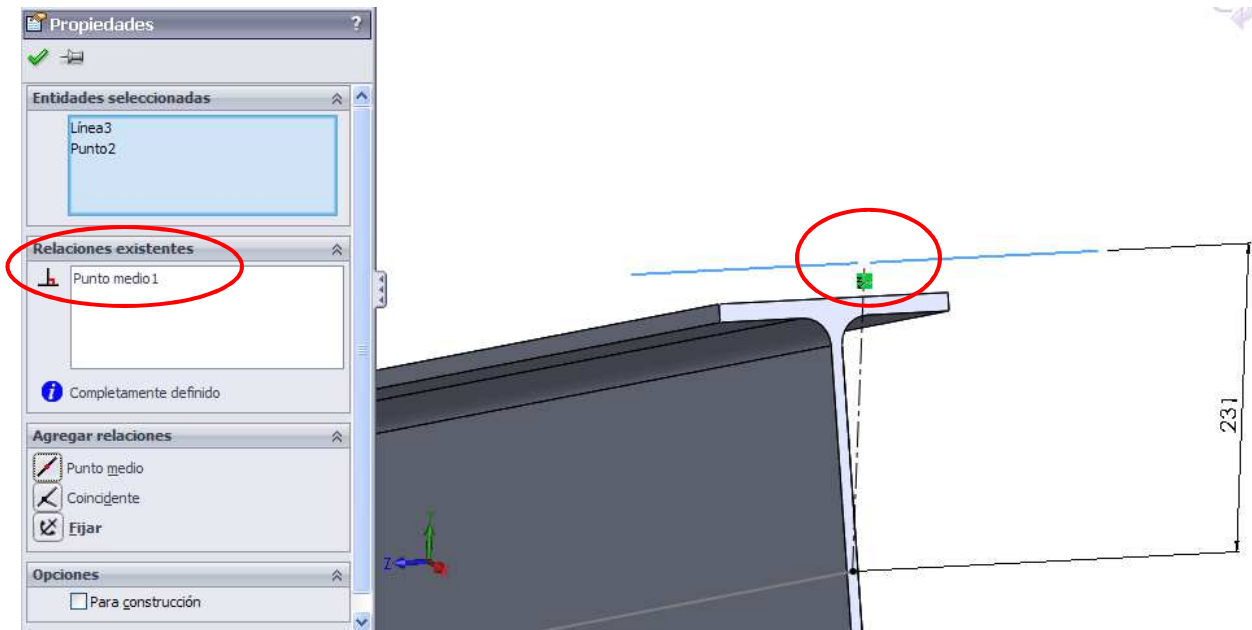 Propiedades ?
Entidades seleccionadas
Línea3
Punto2
Relaciones existentes
Punto medio1
Completamente definido
Agregar relaciones
Punto medio
Coincidente
Fijar
Opciones
Para construcción
231
Y
Z